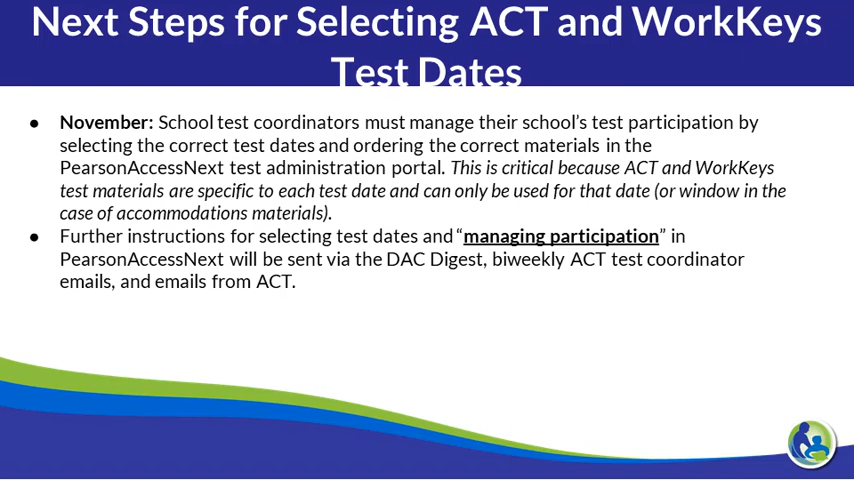 Next Steps for Selecting ACT and WorkKeys
Test Dates
● November: School test coordinators must manage their school’s test participation by
selecting the correct test dates and ordering the correct materials in the
PearsonAccessNext test administration portal. This is critical because ACT and WorkKeys
test materials are specific to each test date and can only be used for that date (or window in the
case of accommodations materials).
● Further instructions for selecting test dates and “managing participation” in
PearsonAccessNext will be sent via the DAC Digest, biweekly ACT test coordinator
emails, and emails from ACT.